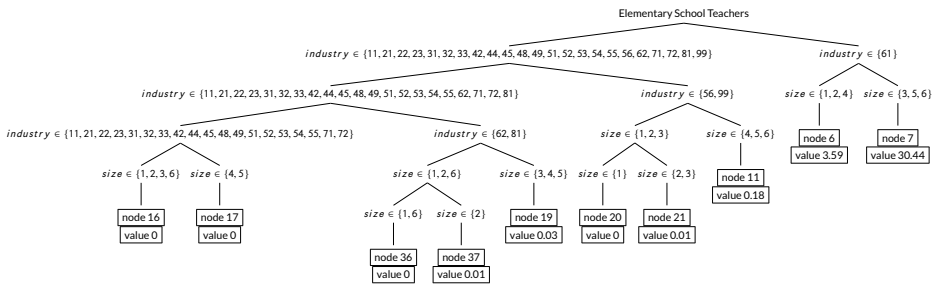 Elementary School Teachers
industry ∈ {11, 21, 22, 23, 31, 32, 33, 42, 44, 45, 48, 49, 51, 52, 53, 54, 55, 56, 62, 71, 72, 81, 99}
industry ∈ {61}
industry ∈ {11, 21, 22, 23, 31, 32, 33, 42, 44, 45, 48, 49, 51, 52, 53, 54, 55, 62, 71, 72, 81}
industry ∈ {56, 99}
size ∈ {1, 2, 4}
size ∈ {3, 5, 6}
industry ∈ {11, 21, 22, 23, 31, 32, 33, 42, 44, 45, 48, 49, 51, 52, 53, 54, 55, 71, 72}
industry ∈ {62, 81}
size ∈ {1, 2, 3}
size ∈ {4, 5, 6}
node 6
value 3.59
node 7
value 30.44
size ∈ {1, 2, 3, 6}
size ∈ {4, 5}
size ∈ {1, 2, 6}
size ∈ {3, 4, 5}
size ∈ {1}
size ∈ {2, 3}
node 11
value 0.18
node 16
value 0
node 17
value 0
size ∈ {1, 6}
size ∈ {2}
node 19
value 0.03
node 20
value 0
node 21
value 0.01
node 36
value 0
node 37
value 0.01